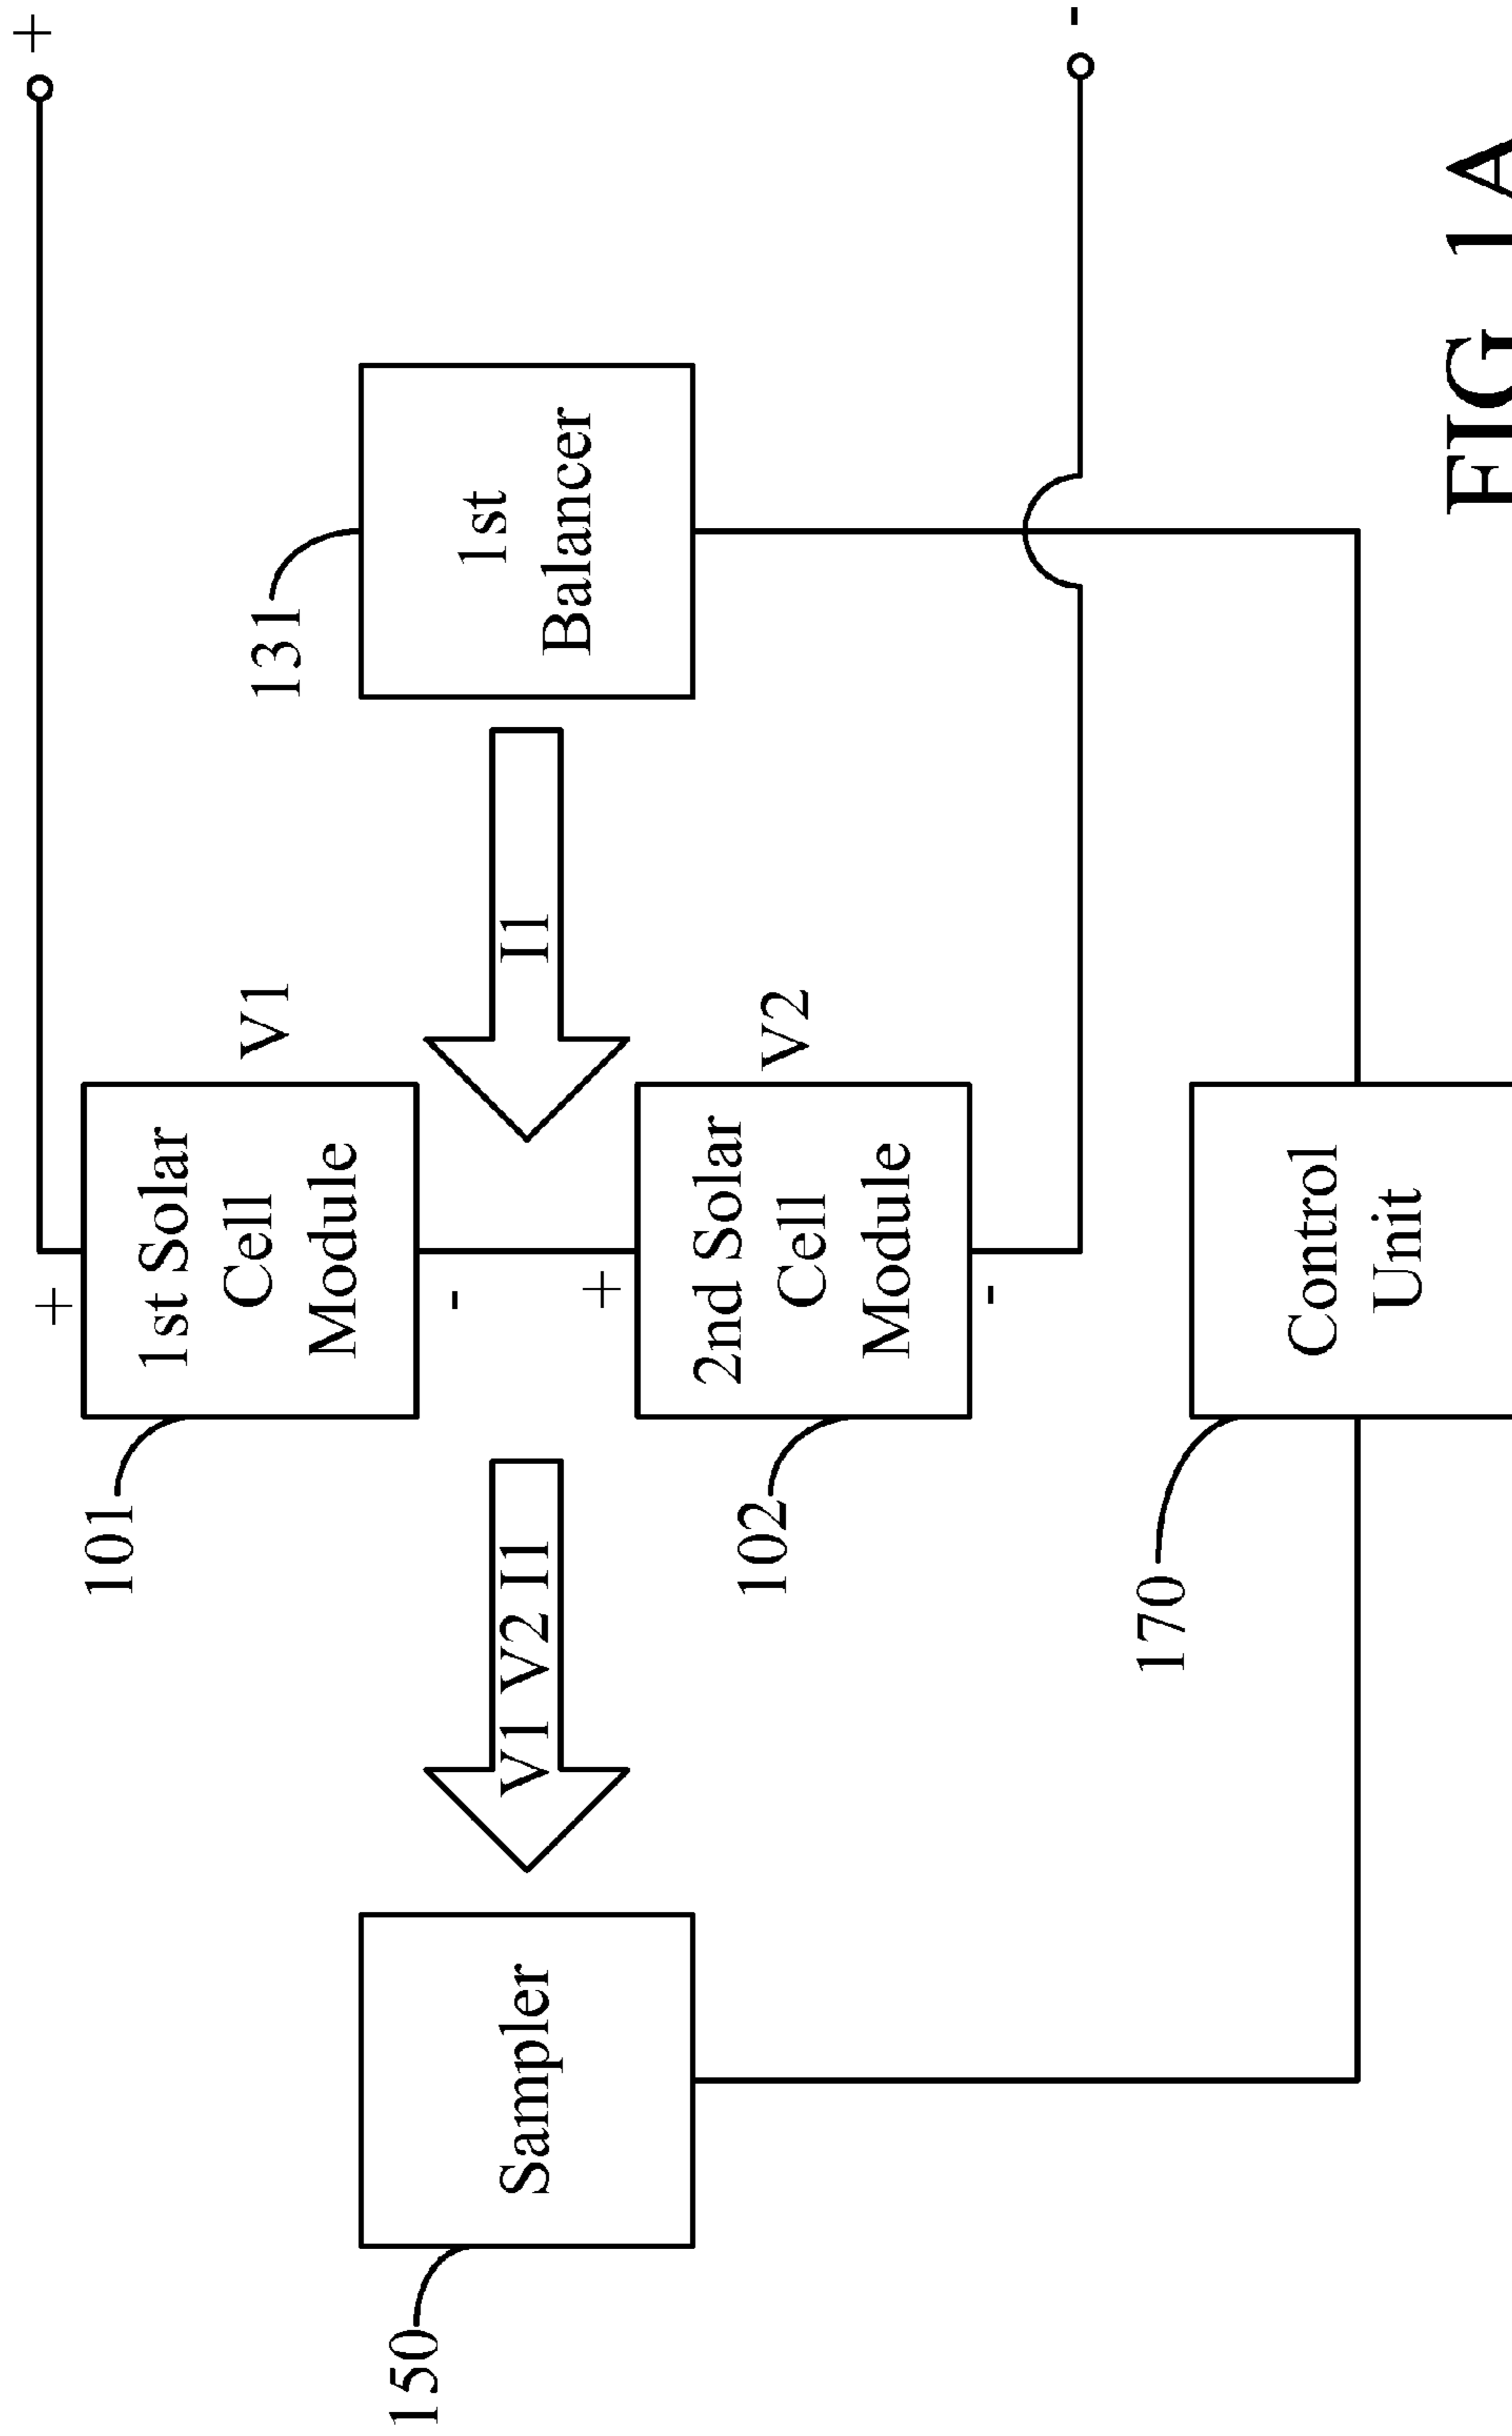 +
101
1st Solar
Cell
Module
+
V1
-
131
1st
Balancer
150
Sampler
V1 V2 I1
I1
+
102
2nd Solar
Cell
Module
V2
-
-
170
Control
Unit
FIG 1A